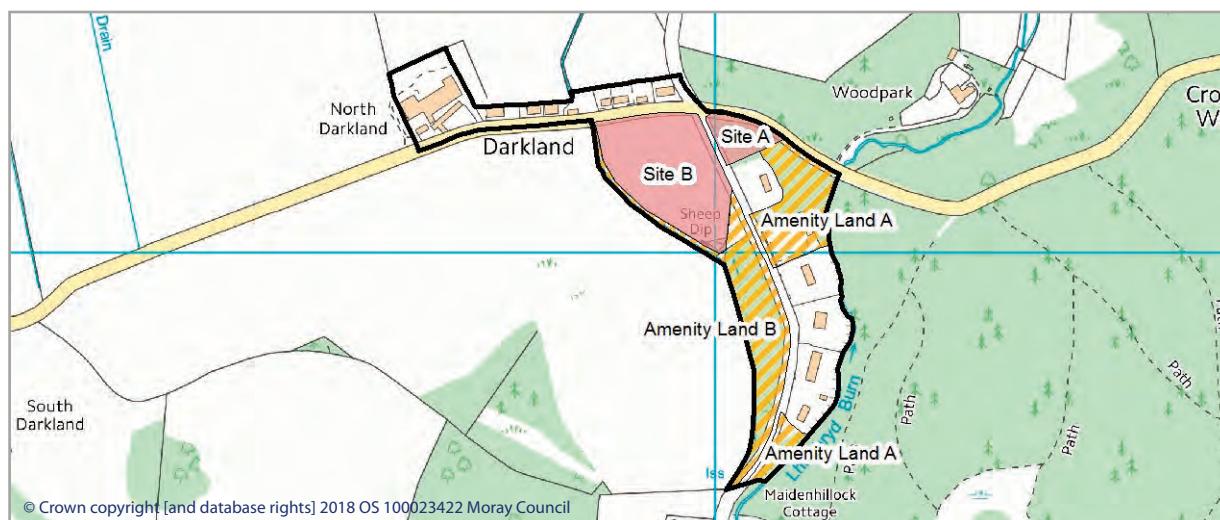 Drain
North
Darkland
Darkland
Woodpark
Cro
W
Site A
Site B
Sheep
Dip
Amenity Land A
Amenity Land B
South
Darkland
Path
Path
Path
Burn
Amenity Land A
Iss
Maidenhillock
Cottage
© Crown copyright [and database rights] 2018 OS 100023422 Moray Council